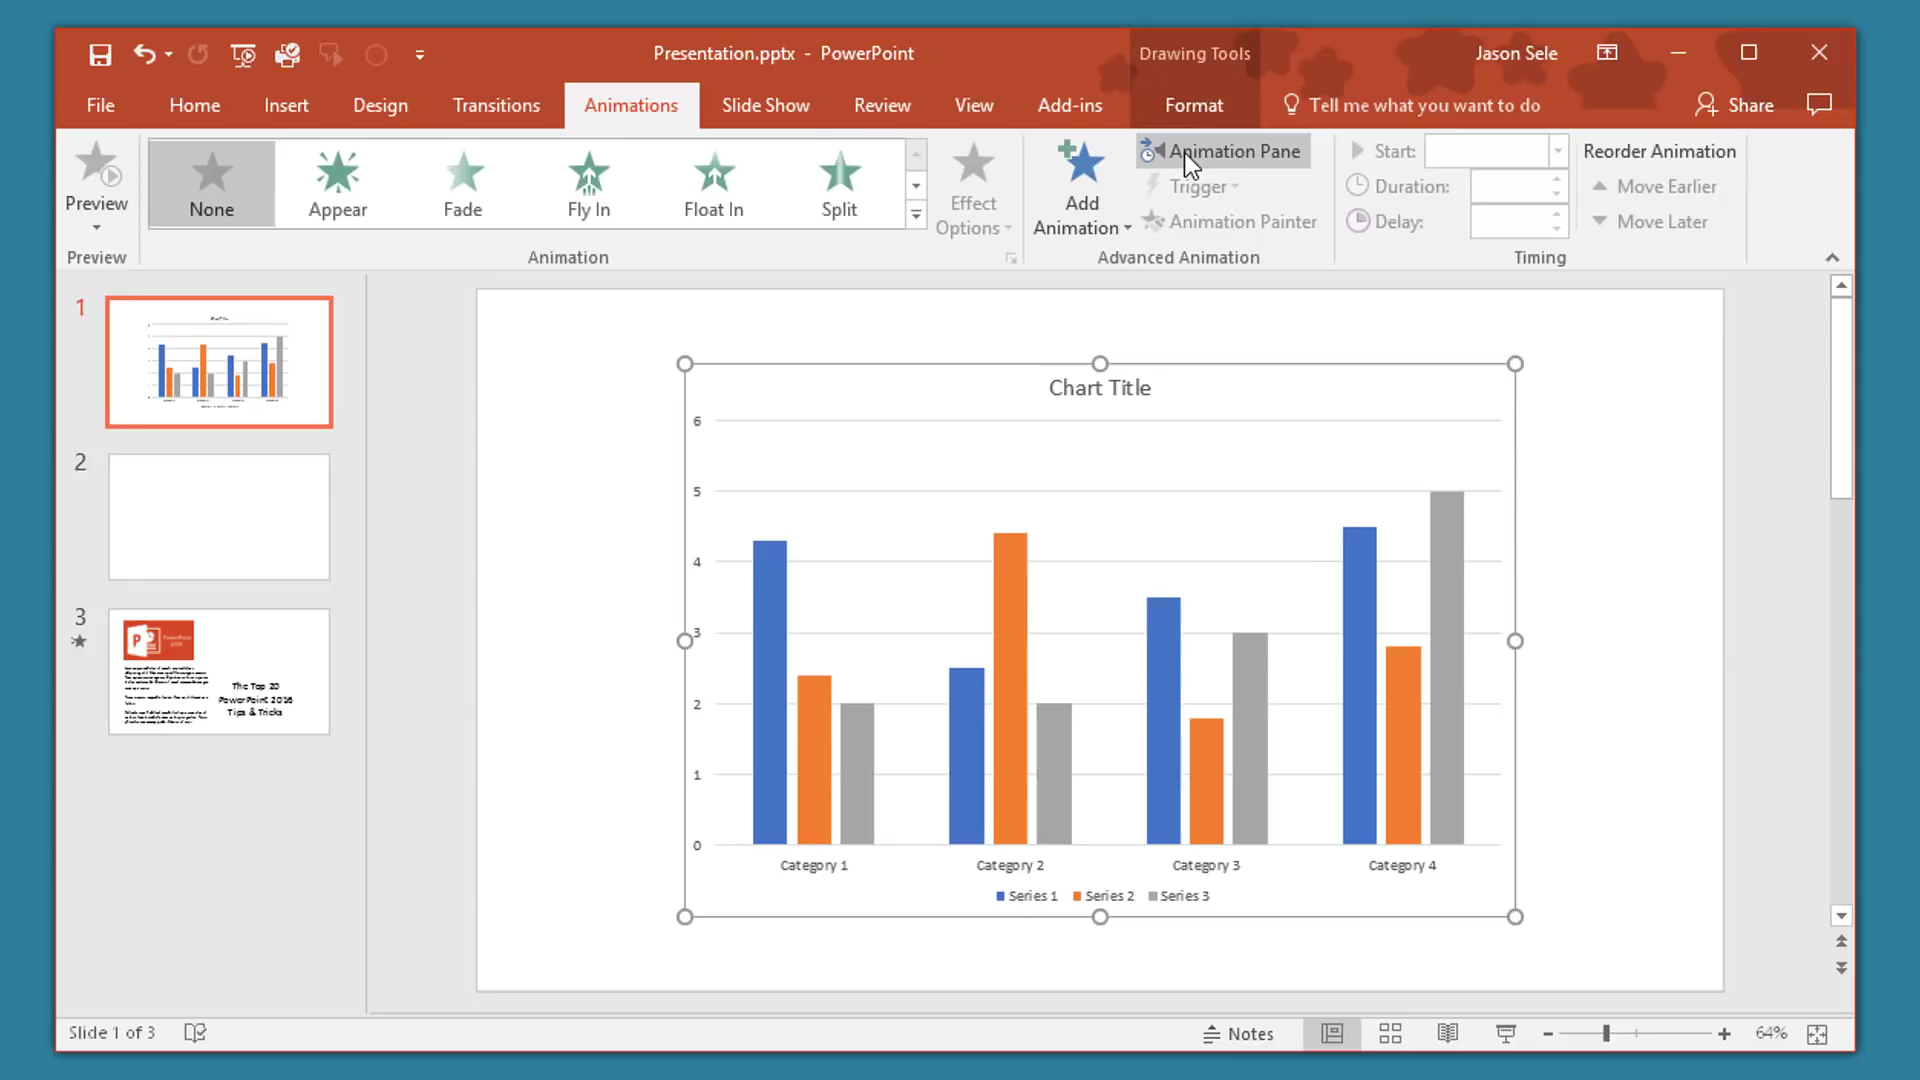 Presentation.pptx - PowerPoint
Drawing Tools
Jason Sele
File
Home
Insert
Design
Transitions
Animations
Slide Show
Review
View
Add-ins
Format
Tell me what you want to do
Share
Preview
None
Appear
Fade
Fly In
Float In
Split
Effect
Options
Add
Animation
Animation Pane
Trigger
Animation Painter
Start:
Duration:
Delay:
Reorder Animation
Move Earlier
Move Later
Preview
Animation
Advanced Animation
Timing
1
2
3
The Top 20
PowerPoint 2016
Tips & Tricks
Chart Title
6
5
4
3
2
1
0
Category 1
Category 2
Category 3
Category 4
Series 1
Series 2
Series 3
Slide 1 of 3
Notes
64%